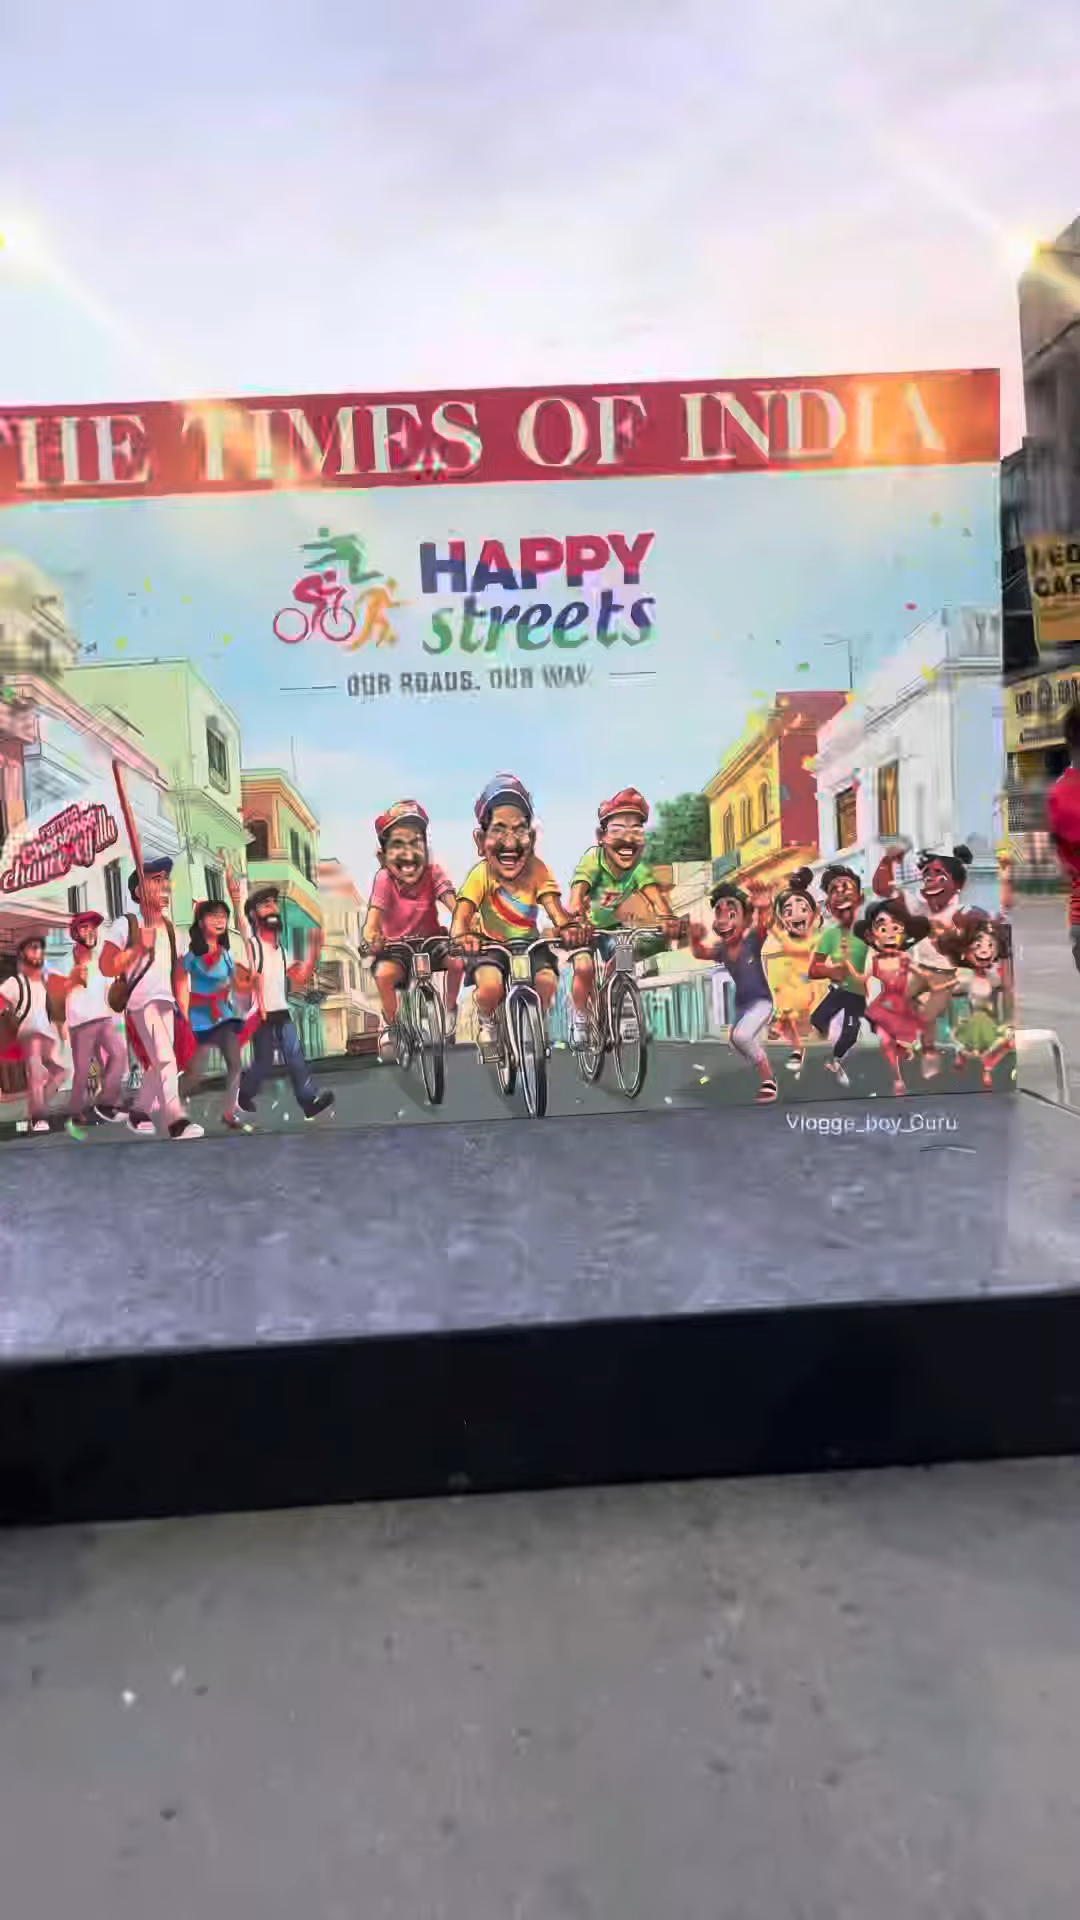 THE TIMES OF INDIA
HAPPY
streets
OUR ROADS. OUR WAY.
Vlogge_boy_Guru